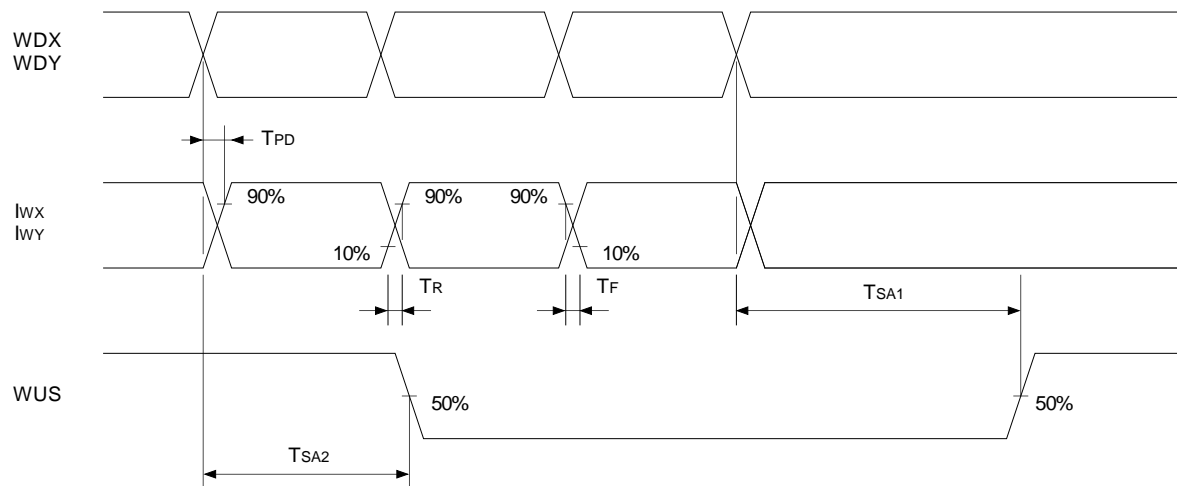 WDX
WDY
TPD
IWX
IWY
90%
90%
90%
10%
10%
TR
TF
TSA1
WUS
50%
50%
TSA2